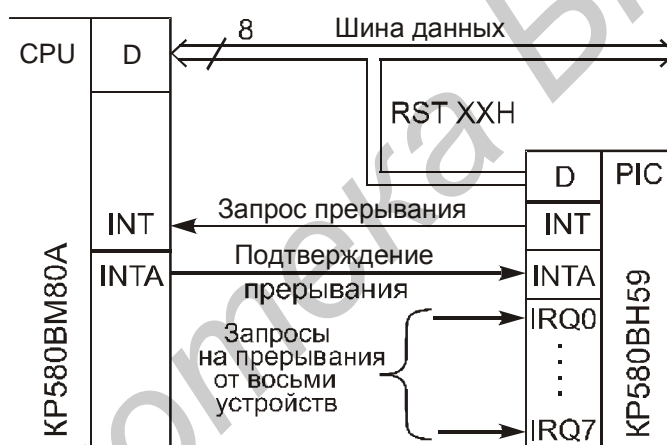 CPU
D
8
Шина данных
RST XXH
D
PIC
INT
Запрос прерывания
INT
INTA
Подтверждение
прерывания
INTA
IRQ0
Запросы
на прерывания
от восьми
устройств
IRQ7
КР580ВМ80А
КР580ВН59